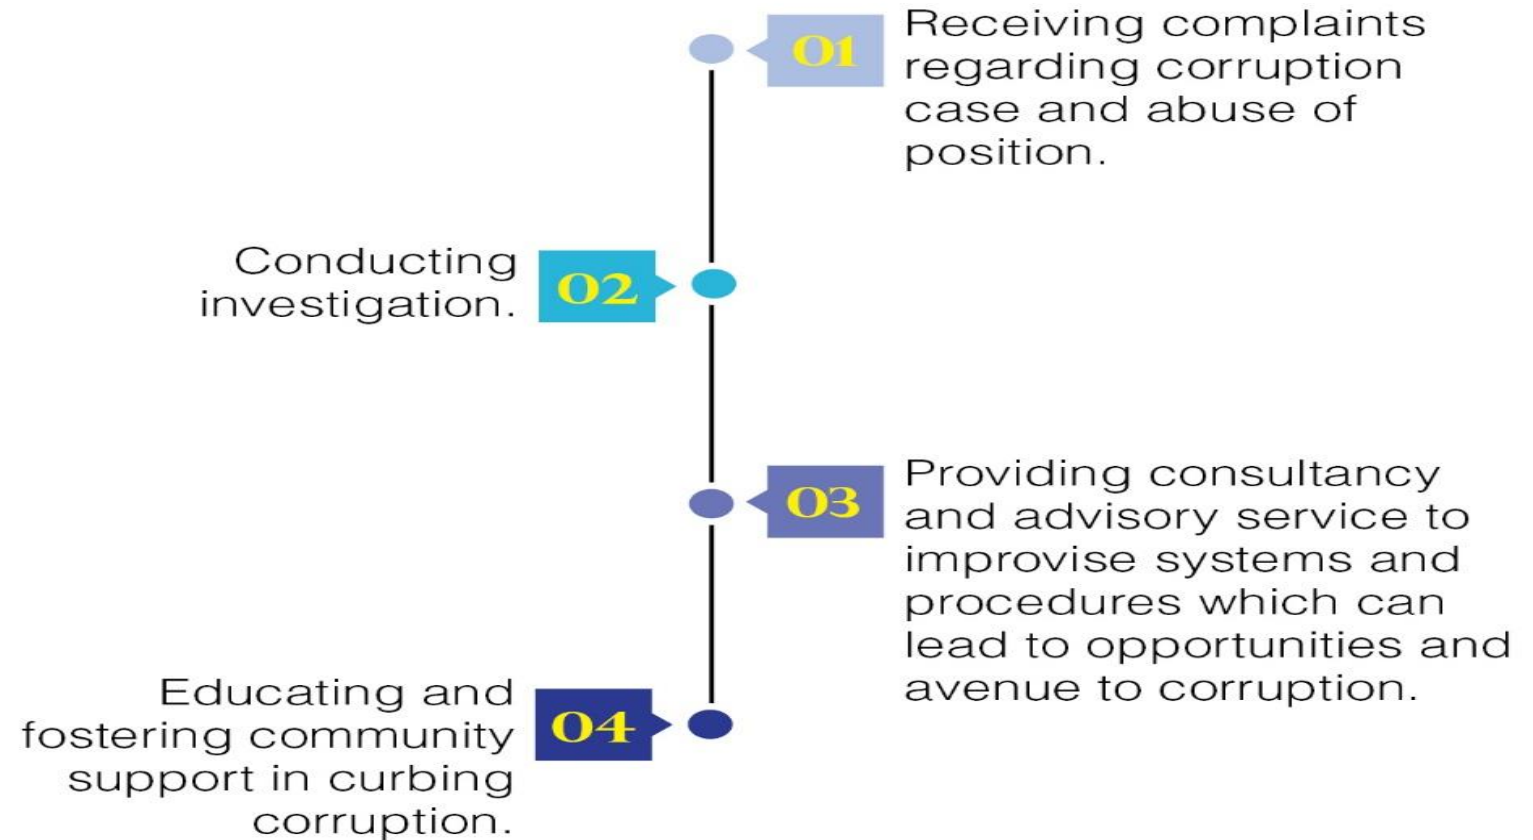 01
Receiving complaints
regarding corruption
case and abuse of
position.
Conducting
investigation.
02
03
Providing consultancy
and advisory service to
improvise systems and
procedures which can
lead to opportunities and
avenue to corruption.
Educating and
fostering community
support in curbing
corruption.
04